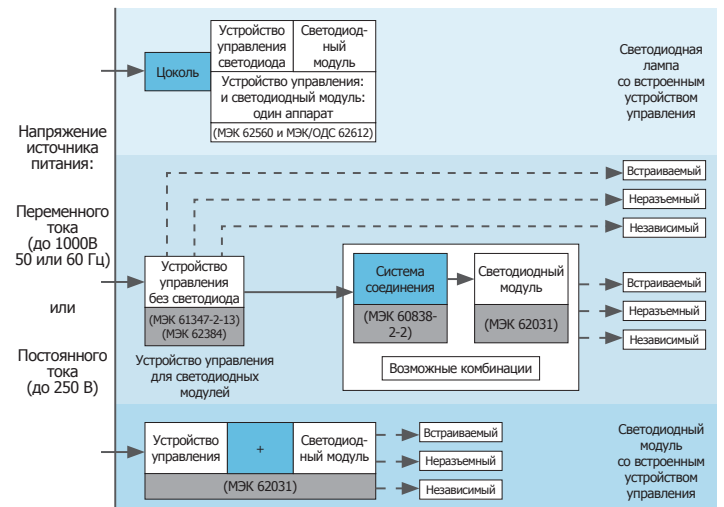 Напряжение
источника
питания:
Переменного
тока
(до 1000В
50 или 60 Гц)
или
Постоянного
тока
(до 250 В)
Цоколь
Устройство
управления
светодиода
Светодиод-
ный
модуль
Устройство управления:
и светодиодный модуль:
один аппарат
(МЭК 62560 и МЭК/ОДС 62612)
Светодиодная
лампа
со встроенным
устройством
управления
Встраиваемый
Неразъемный
Независимый
Устройство
управления
без светодиода
(МЭК 61347-2-13)
(МЭК 62384)
Устройство управления
для светодиодных
модулей
Система
соединения
(МЭК 60838-
2-2)
Светодиодный
модуль
(МЭК 62031)
Возможные комбинации
Встраиваемый
Неразъемный
Независимый
Устройство
управления
+
Светодиод-
ный модуль
(МЭК 62031)
Встраиваемый
Неразъемный
Независимый
Светодиодный
модуль
со встроенным
устройством
управления